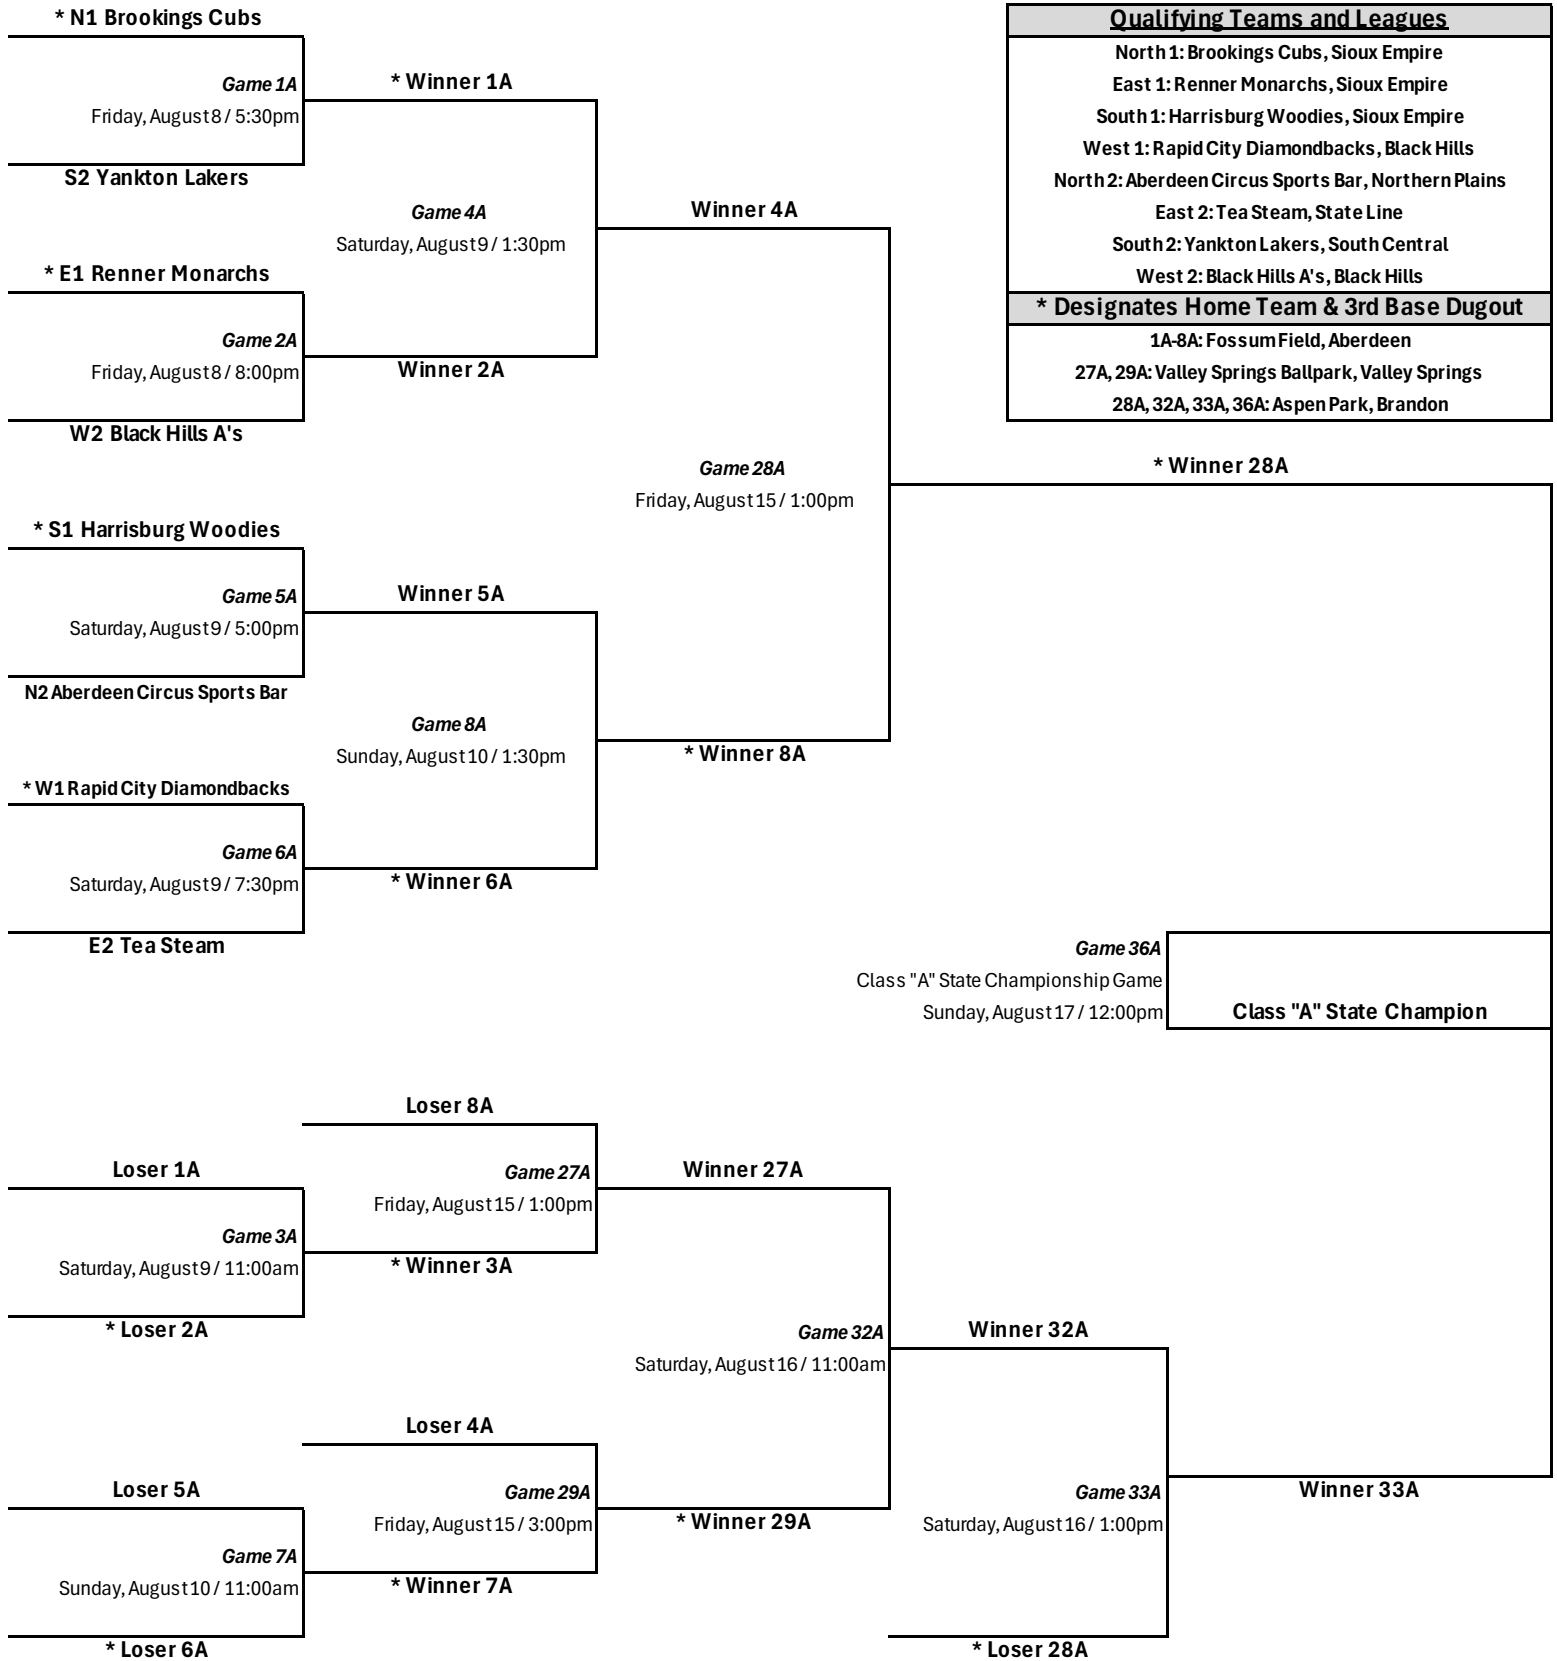 * N1 Brookings Cubs
Game 1A
Friday, August 8 / 5:30pm
S2 Yankton Lakers
* Winner 1A
Game 4A
Saturday, August 9 / 1:30pm
* E1 Renner Monarchs
Game 2A
Friday, August 8 / 8:00pm
W2 Black Hills A's
Winner 2A
Winner 4A
Game 28A
Friday, August 15 / 1:00pm
* S1 Harrisburg Woodies
Game 5A
Saturday, August 9 / 5:00pm
N2 Aberdeen Circus Sports Bar
Winner 5A
Game 8A
Sunday, August 10 / 1:30pm
* Winner 8A
* W1 Rapid City Diamondbacks
Game 6A
Saturday, August 9 / 7:30pm
E2 Tea Steam
* Winner 6A
Qualifying Teams and Leagues
North 1: Brookings Cubs, Sioux Empire
East 1: Renner Monarchs, Sioux Empire
South 1: Harrisburg Woodies, Sioux Empire
West 1: Rapid City Diamondbacks, Black Hills
North 2: Aberdeen Circus Sports Bar, Northern Plains
East 2: Tea Steam, State Line
South 2: Yankton Lakers, South Central
West 2: Black Hills A's, Black Hills
* Designates Home Team & 3rd Base Dugout
1A-8A: Fossum Field, Aberdeen
27A, 29A: Valley Springs Ballpark, Valley Springs
28A, 32A, 33A, 36A: Aspen Park, Brandon
* Winner 28A
Game 36A
Class "A" State Championship Game
Sunday, August 17 / 12:00pm
Class "A" State Champion
Loser 8A
Loser 1A
Game 27A
Friday, August 15 / 1:00pm
Winner 27A
Game 3A
Saturday, August 9 / 11:00am
* Winner 3A
* Loser 2A
Game 32A
Saturday, August 16 / 11:00am
Winner 32A
Loser 4A
Loser 5A
Game 29A
Friday, August 15 / 3:00pm
* Winner 29A
Game 33A
Saturday, August 16 / 1:00pm
Winner 33A
Game 7A
Sunday, August 10 / 11:00am
* Winner 7A
* Loser 6A
* Loser 28A